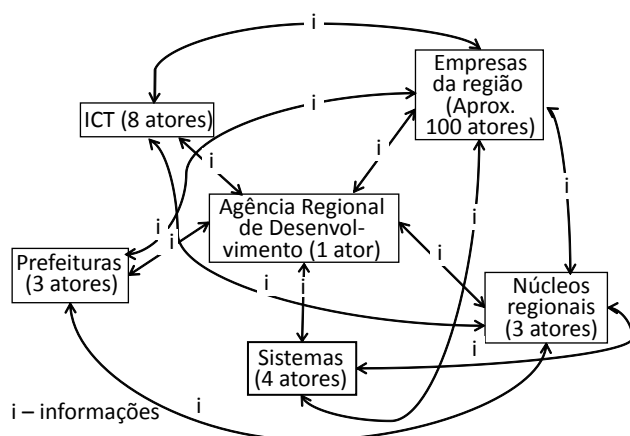 i
Empresas
da região
(Aprox.
100 atores)
i
ICT (8 atores)
i
i
i
Agência Regional
de Desenvol-
vimento (1 ator)
i
i
i
Prefeituras
(3 atores)
i
i
i
i
Núcleos
regionais
(3 atores)
i
Sistemas
(4 atores)
i
i – informações